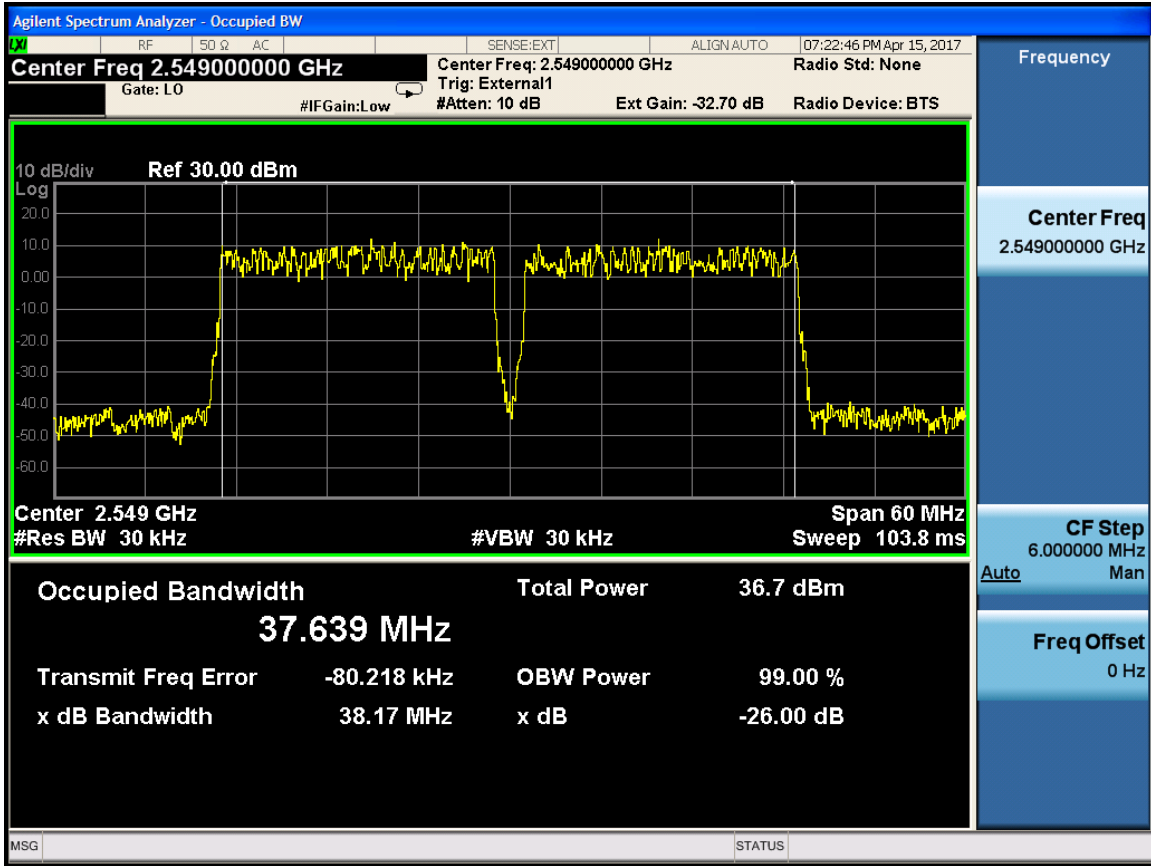 Agilent Spectrum Analyzer - Occupied BW
LXI RF 50 Ω AC SENSE:EXT ALIGN AUTO 07:22:46 PM Apr 15, 2017
Center Freq 2.549000000 GHz
Gate: LO
#IFGain:Low
Center Freq: 2.549000000 GHz
Trig: External1
#Atten: 10 dB Ext Gain: -32.70 dB
Radio Std: None
Radio Device: BTS
10 dB/div Ref 30.00 dBm
Log
20.0
10.0
0.00
-10.0
-20.0
-30.0
-40.0
-50.0
-60.0
Center 2.549 GHz Span 60 MHz
#Res BW 30 kHz #VBW 30 kHz Sweep 103.8 ms
Occupied Bandwidth Total Power 36.7 dBm
37.639 MHz
Transmit Freq Error -80.218 kHz OBW Power 99.00 %
x dB Bandwidth 38.17 MHz x dB -26.00 dB
Frequency
Center Freq
2.549000000 GHz
CF Step
6.000000 MHz
Auto Man
Freq Offset
0 Hz
MSG STATUS